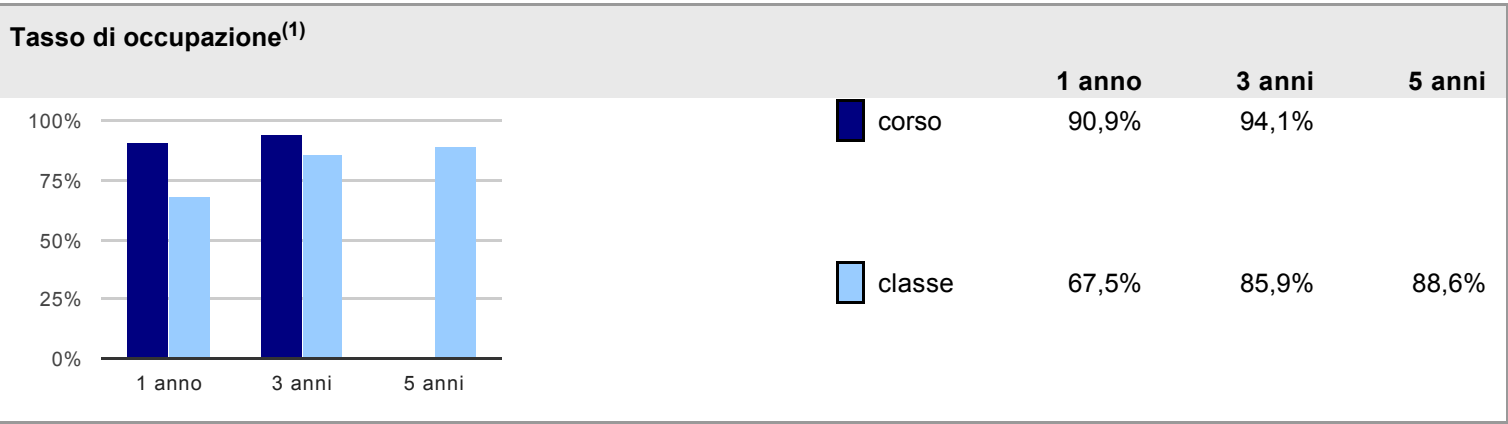 Tasso di occupazione(1)
1 anno 3 anni 5 anni
corso 90,9% 94,1%
classe 67,5% 85,9% 88,6%
100%
75%
50%
25%
0%
1 anno 3 anni 5 anni